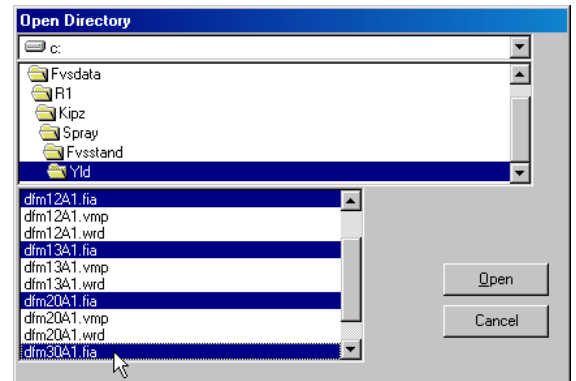 Open Directory
c:
Fvsdata
R1
Kipz
Spray
Fvsstand
Yld
dfm12A1.fia
dfm12A1.vmp
dfm12A1.wrd
dfm13A1.fia
dfm13A1.vmp
dfm13A1.wrd
dfm20A1.fia
dfm20A1.vmp
dfm20A1.wrd
dfm30A1.fia
Open
Cancel